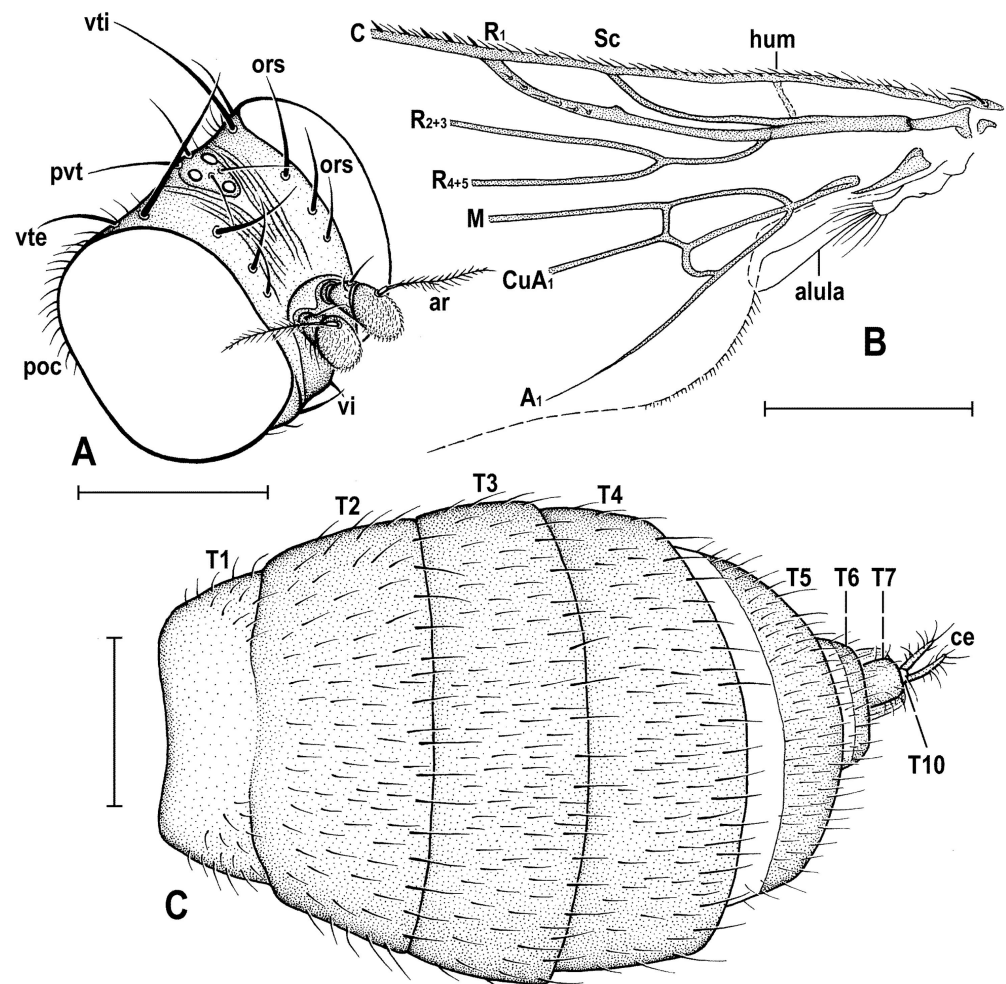 vti
ors
ors
pvt
vte
ar
poc
vi
A
C
R1
Sc
hum
R2+3
R4+5
M
CuA1
alula
A1
B
T1
T2
T3
T4
T5
T6
T7
ce
T10
C